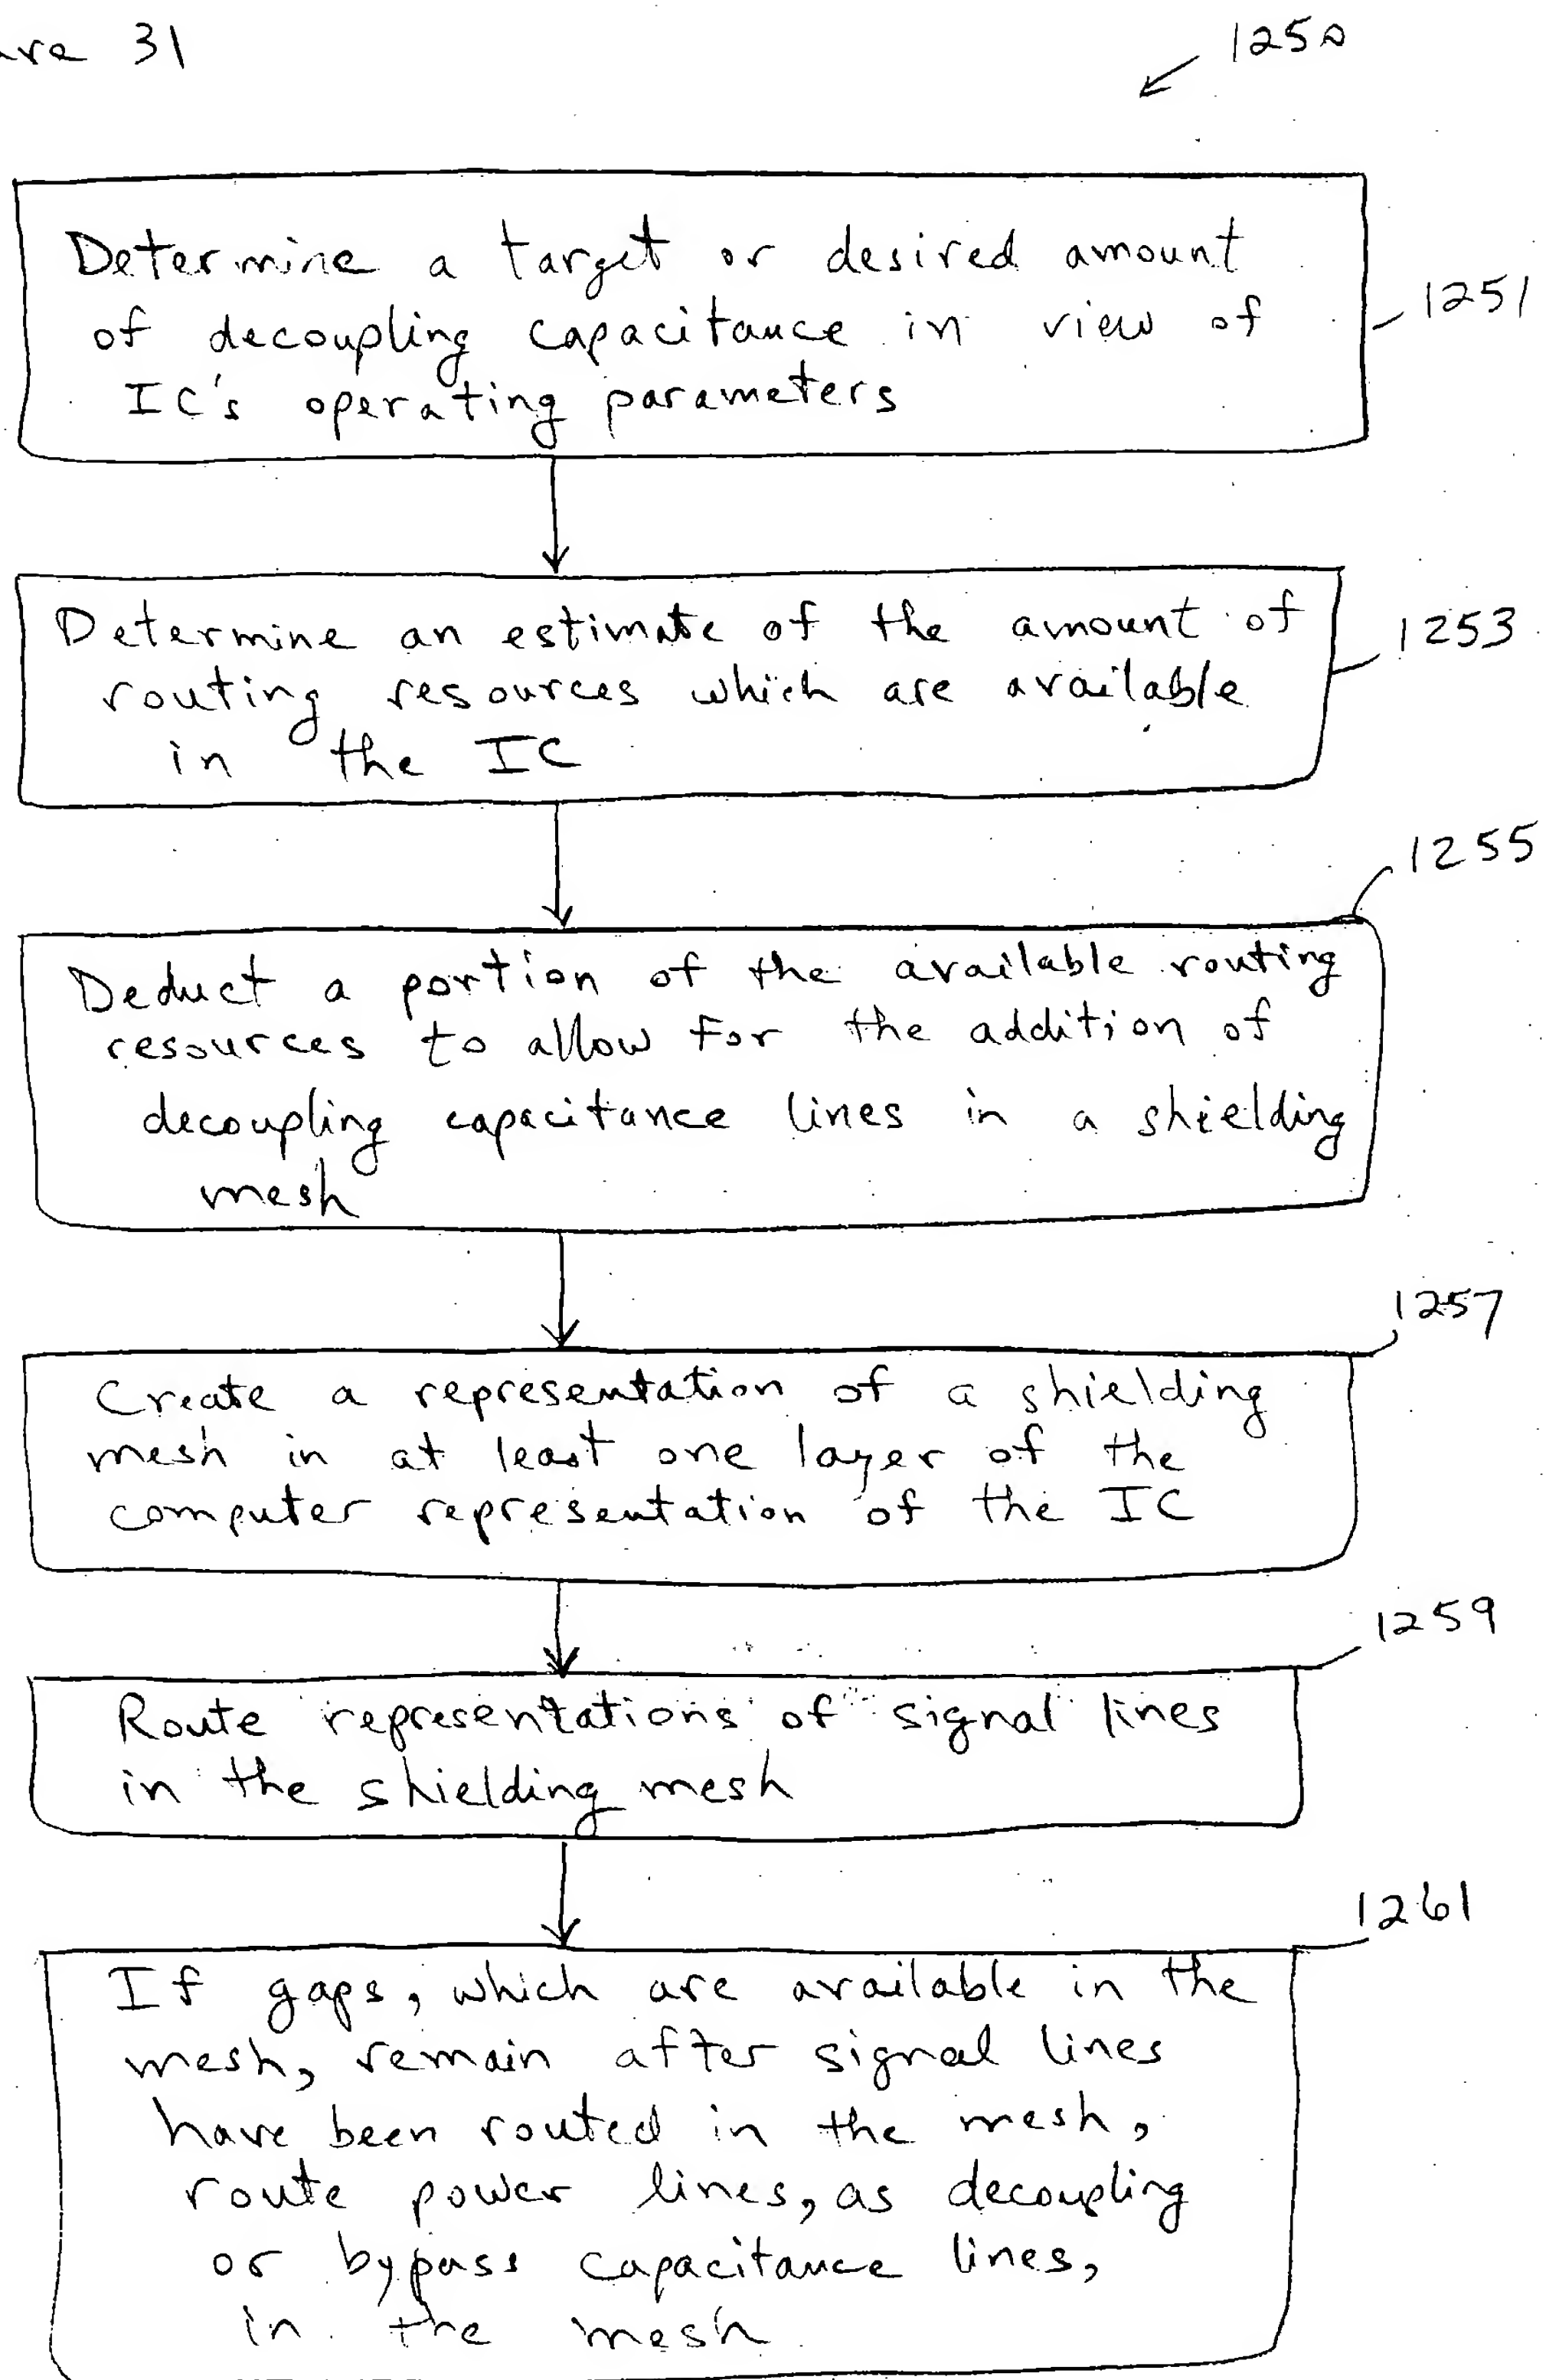 31
1250
Determine a target or desired amount
of decoupling capacitance in view of
IC's operating parameters
1251
Determine an estimate of the amount of
routing resources which are available
in the IC
1253
1255
Deduct a portion of the available routing
resources to allow for the addition of
decoupling capacitance lines in a shielding
mesh
1257
Create a representation of a shielding
mesh in at least one layer of the
computer representation of the IC
1259
Route representations of signal lines
in the shielding mesh
1261
If gaps, which are available in the
mesh, remain after signal lines
have been routed in the mesh,
route power lines, as decoupling
or bypass capacitance lines,
in the mesh